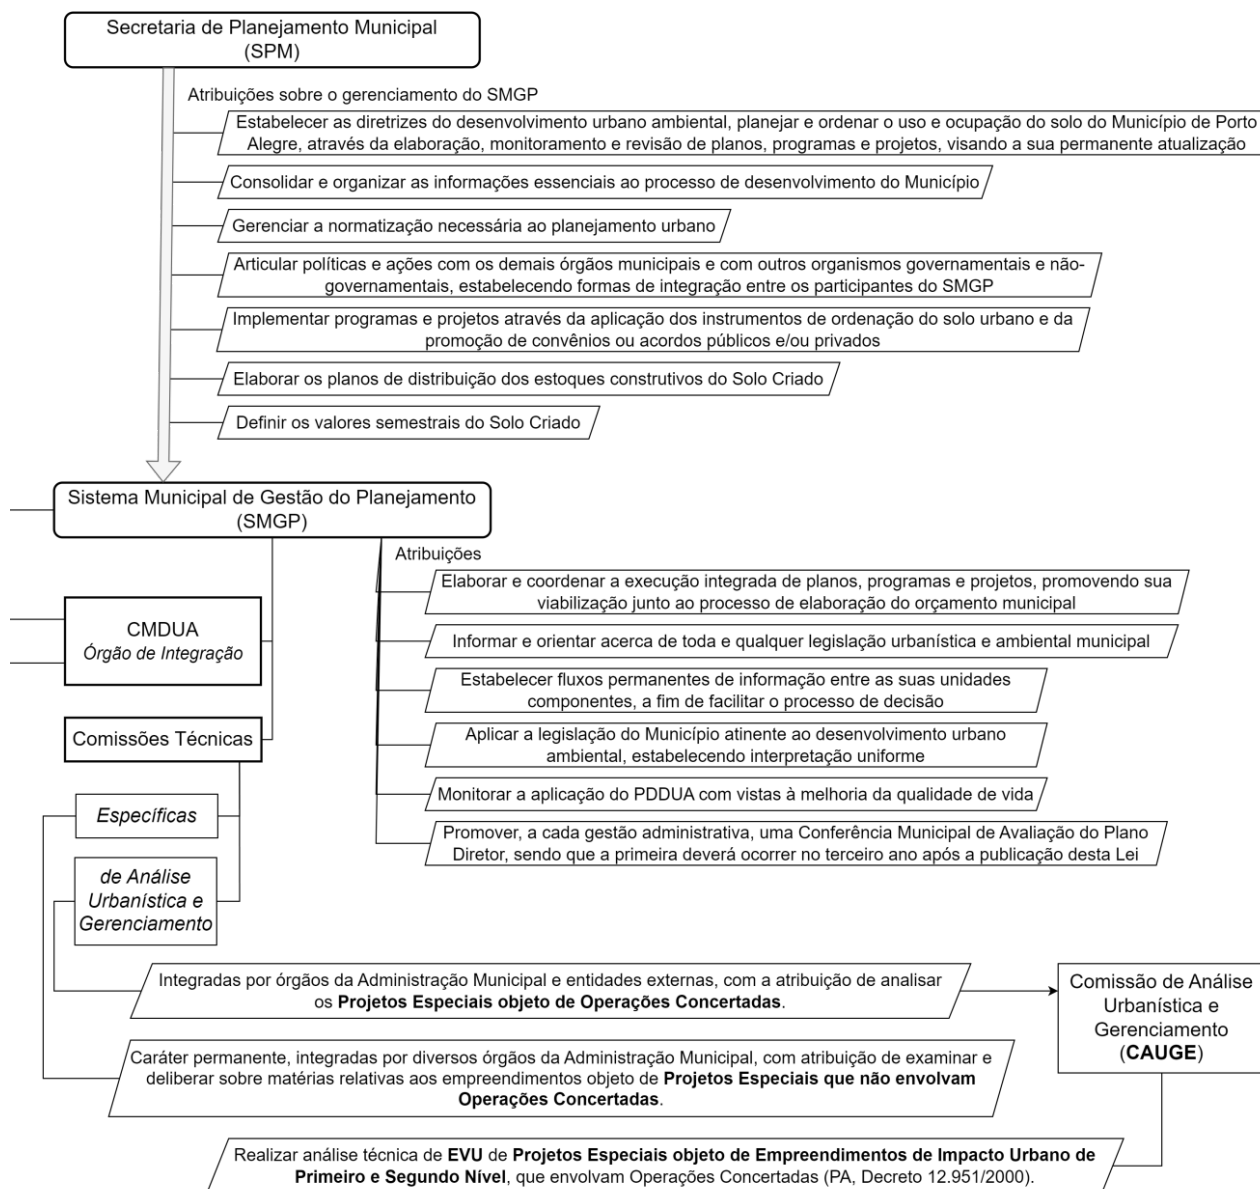 Secretaria de Planejamento Municipal
(SPM)
Atribuições sobre o gerenciamento do SMGP
Estabelecer as diretrizes do desenvolvimento urbano ambiental, planejar e ordenar o uso e ocupação do solo do Município de Porto
Alegre, através da elaboração, monitoramento e revisão de planos, programas e projetos, visando a sua permanente atualização
Consolidar e organizar as informações essenciais ao processo de desenvolvimento do Município
Gerenciar a normatização necessária ao planejamento urbano
Articular políticas e ações com os demais órgãos municipais e com outros organismos governamentais e não-
governamentais, estabelecendo formas de integração entre os participantes do SMGP
Implementar programas e projetos através da aplicação dos instrumentos de ordenação do solo urbano e da
promoção de convênios ou acordos públicos e/ou privados
Elaborar os planos de distribuição dos estoques construtivos do Solo Criado
Definir os valores semestrais do Solo Criado
Sistema Municipal de Gestão do Planejamento
(SMGP)
Atribuições
Elaborar e coordenar a execução integrada de planos, programas e projetos, promovendo sua
viabilização junto ao processo de elaboração do orçamento municipal
Informar e orientar acerca de toda e qualquer legislação urbanística e ambiental municipal
Estabelecer fluxos permanentes de informação entre as suas unidades
componentes, a fim de facilitar o processo de decisão
Aplicar a legislação do Município atinente ao desenvolvimento urbano
ambiental, estabelecendo interpretação uniforme
Monitorar a aplicação do PDDUA com vistas à melhoria da qualidade de vida
Promover, a cada gestão administrativa, uma Conferência Municipal de Avaliação do Plano
Diretor, sendo que a primeira deverá ocorrer no terceiro ano após a publicação desta Lei
CMDUA
Órgão de Integração
Comissões Técnicas
Específicas
de Análise
Urbanística e
Gerenciamento
Integradas por órgãos da Administração Municipal e entidades externas, com a atribuição de analisar
os Projetos Especiais objeto de Operações Concertadas.
Comissão de Análise
Urbanística e
Gerenciamento
(CAUGE)
Caráter permanente, integradas por diversos órgãos da Administração Municipal, com atribuição de examinar e
deliberar sobre matérias relativas aos empreendimentos objeto de Projetos Especiais que não envolvam
Operações Concertadas.
Realizar análise técnica de EVU de Projetos Especiais objeto de Empreendimentos de Impacto Urbano de
Primeiro e Segundo Nível, que envolvam Operações Concertadas (PA, Decreto 12.951/2000).